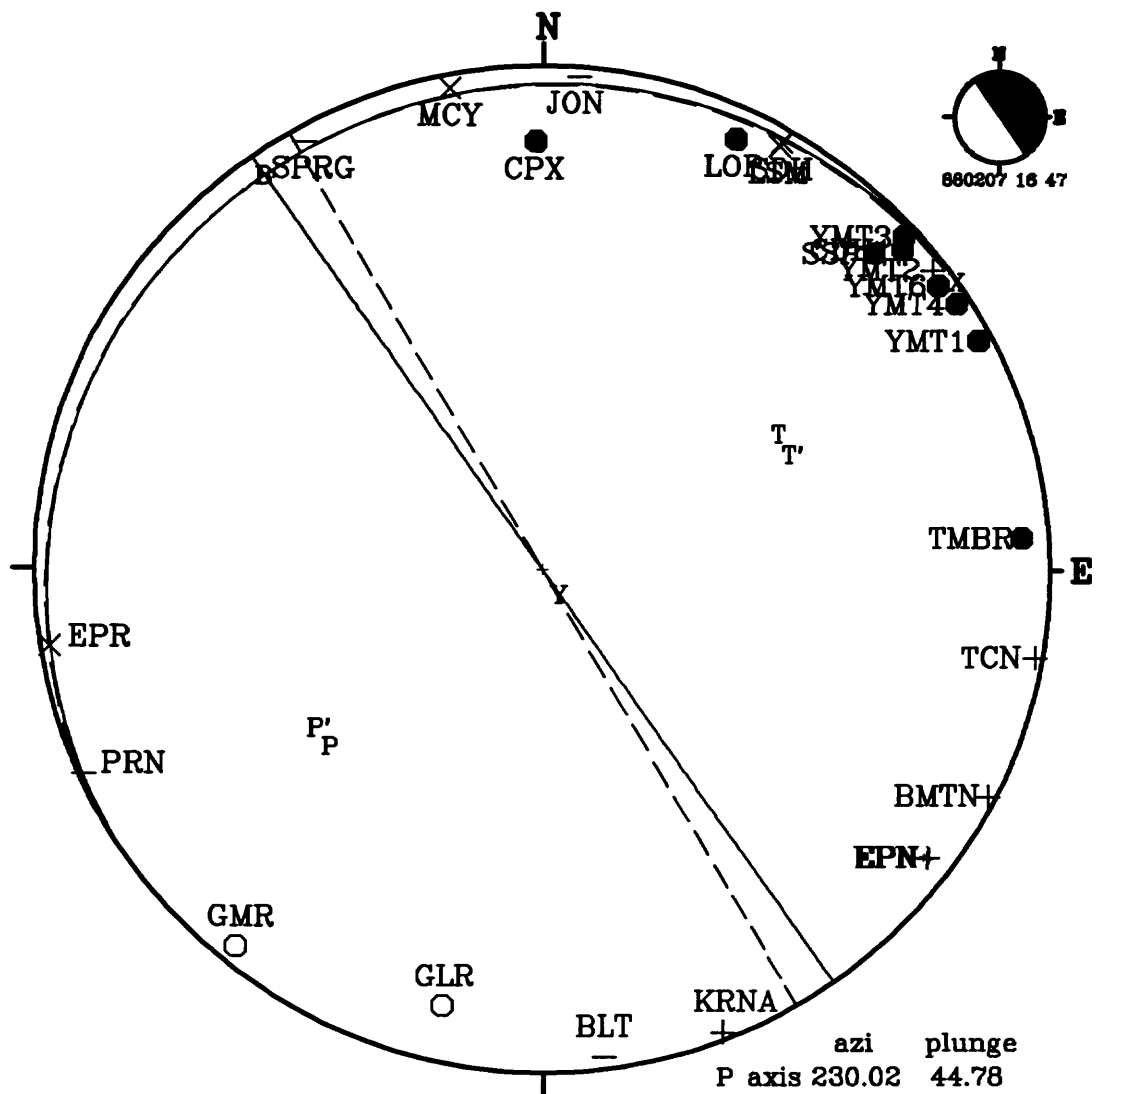 N
N
JON
MCY
SPRG
B
CPX
E
880207 16 47
YMT3
YMT2
X
YMT6
YMT4
YMT1
T
T'
TMBR
E
Y
EPR
TCN
P'
P
PRN
BMTN
EPN
GMR
GLR
KRNA
BLT
azi plunge
P axis 230.02 44.78